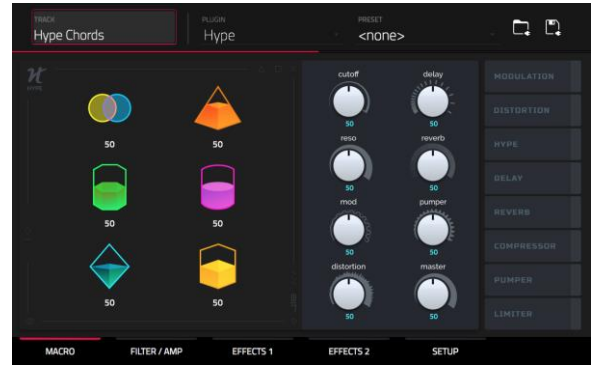 TRACK
Hype Chords
PLUGIN
Hype
PRESET
<none>
50
50
50
50
50
50
cutoff
delay
50
50
reso
reverb
50
50
mod
pumper
50
50
distortion
master
50
50
MODULATION
DISTORTION
HYPE
DELAY
REVERB
COMPRESSOR
PUMPER
LIMITER
MACRO
FILTER / AMP
EFFECTS 1
EFFECTS 2
SETUP